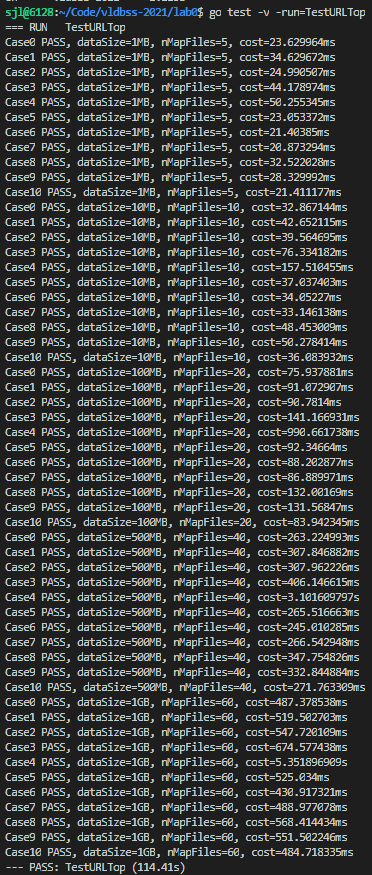 sjl@6128:~/Code/vldbss-2021/lab0$ go test -v -run=TestURLTop
=== RUN   TestURLTop
Case0 PASS, dataSize=1MB, nMapFiles=5, cost=23.629964ms
Case1 PASS, dataSize=1MB, nMapFiles=5, cost=34.629672ms
Case2 PASS, dataSize=1MB, nMapFiles=5, cost=24.990507ms
Case3 PASS, dataSize=1MB, nMapFiles=5, cost=44.178974ms
Case4 PASS, dataSize=1MB, nMapFiles=5, cost=50.255345ms
Case5 PASS, dataSize=1MB, nMapFiles=5, cost=23.053372ms
Case6 PASS, dataSize=1MB, nMapFiles=5, cost=21.40385ms
Case7 PASS, dataSize=1MB, nMapFiles=5, cost=20.873294ms
Case8 PASS, dataSize=1MB, nMapFiles=5, cost=32.522028ms
Case9 PASS, dataSize=1MB, nMapFiles=5, cost=28.329992ms
Case10 PASS, dataSize=1MB, nMapFiles=5, cost=21.411177ms
Case0 PASS, dataSize=10MB, nMapFiles=10, cost=32.867144ms
Case1 PASS, dataSize=10MB, nMapFiles=10, cost=42.652115ms
Case2 PASS, dataSize=10MB, nMapFiles=10, cost=39.564695ms
Case3 PASS, dataSize=10MB, nMapFiles=10, cost=76.334182ms
Case4 PASS, dataSize=10MB, nMapFiles=10, cost=157.510455ms
Case5 PASS, dataSize=10MB, nMapFiles=10, cost=37.037403ms
Case6 PASS, dataSize=10MB, nMapFiles=10, cost=34.05227ms
Case7 PASS, dataSize=10MB, nMapFiles=10, cost=33.146138ms
Case8 PASS, dataSize=10MB, nMapFiles=10, cost=48.453009ms
Case9 PASS, dataSize=10MB, nMapFiles=10, cost=50.278414ms
Case10 PASS, dataSize=10MB, nMapFiles=10, cost=36.083932ms
Case0 PASS, dataSize=100MB, nMapFiles=20, cost=75.937881ms
Case1 PASS, dataSize=100MB, nMapFiles=20, cost=91.072907ms
Case2 PASS, dataSize=100MB, nMapFiles=20, cost=90.7814ms
Case3 PASS, dataSize=100MB, nMapFiles=20, cost=141.166931ms
Case4 PASS, dataSize=100MB, nMapFiles=20, cost=990.661738ms
Case5 PASS, dataSize=100MB, nMapFiles=20, cost=92.34664ms
Case6 PASS, dataSize=100MB, nMapFiles=20, cost=88.202877ms
Case7 PASS, dataSize=100MB, nMapFiles=20, cost=86.889971ms
Case8 PASS, dataSize=100MB, nMapFiles=20, cost=132.00169ms
Case9 PASS, dataSize=100MB, nMapFiles=20, cost=131.56847ms
Case10 PASS, dataSize=100MB, nMapFiles=20, cost=83.942345ms
Case0 PASS, dataSize=500MB, nMapFiles=40, cost=263.224993ms
Case1 PASS, dataSize=500MB, nMapFiles=40, cost=307.846882ms
Case2 PASS, dataSize=500MB, nMapFiles=40, cost=307.962226ms
Case3 PASS, dataSize=500MB, nMapFiles=40, cost=406.146615ms
Case4 PASS, dataSize=500MB, nMapFiles=40, cost=3.101609797s
Case5 PASS, dataSize=500MB, nMapFiles=40, cost=265.516663ms
Case6 PASS, dataSize=500MB, nMapFiles=40, cost=245.010285ms
Case7 PASS, dataSize=500MB, nMapFiles=40, cost=266.542948ms
Case8 PASS, dataSize=500MB, nMapFiles=40, cost=347.754826ms
Case9 PASS, dataSize=500MB, nMapFiles=40, cost=332.844884ms
Case10 PASS, dataSize=500MB, nMapFiles=40, cost=271.763309ms
Case0 PASS, dataSize=1GB, nMapFiles=60, cost=487.378538ms
Case1 PASS, dataSize=1GB, nMapFiles=60, cost=519.502703ms
Case2 PASS, dataSize=1GB, nMapFiles=60, cost=547.720109ms
Case3 PASS, dataSize=1GB, nMapFiles=60, cost=674.577438ms
Case4 PASS, dataSize=1GB, nMapFiles=60, cost=5.351896909s
Case5 PASS, dataSize=1GB, nMapFiles=60, cost=525.034ms
Case6 PASS, dataSize=1GB, nMapFiles=60, cost=430.917321ms
Case7 PASS, dataSize=1GB, nMapFiles=60, cost=488.977078ms
Case8 PASS, dataSize=1GB, nMapFiles=60, cost=568.414434ms
Case9 PASS, dataSize=1GB, nMapFiles=60, cost=551.502246ms
Case10 PASS, dataSize=1GB, nMapFiles=60, cost=484.718335ms
--- PASS: TestURLTop (114.41s)